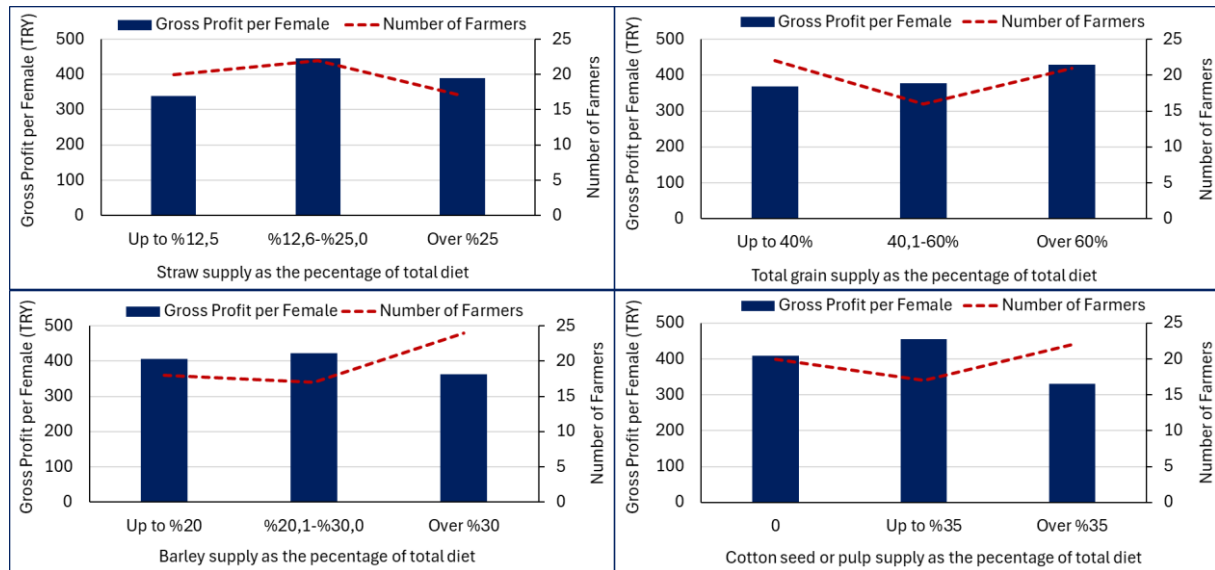 Gross Profit per Female Number of Farmers
Gross Profit per Female (TRY)
500
400
300
200
100
0
25
20
15
10
5
0
Number of Farmers
Up to %12,5 %12,6-%25,0 Over %25
Straw supply as the pecentage of total diet
Gross Profit per Female Number of Farmers
Gross Profit per Female (TRY)
500
400
300
200
100
0
25
20
15
10
5
0
Number of Farmers
Up to 40% 40,1-60% Over 60%
Total grain supply as the pecentage of total diet
Gross Profit per Female Number of Farmers
Gross Profit per Female (TRY)
500
400
300
200
100
0
25
20
15
10
5
0
Number of Farmers
Up to %20 %20,1-%30,0 Over %30
Barley supply as the pecentage of total diet
Gross Profit per Female Number of Farmers
Gross Profit per Female (TRY)
500
400
300
200
100
0
25
20
15
10
5
0
Number of Farmers
0 Up to %35 Over %35
Cotton seed or pulp supply as the pecentage of total diet